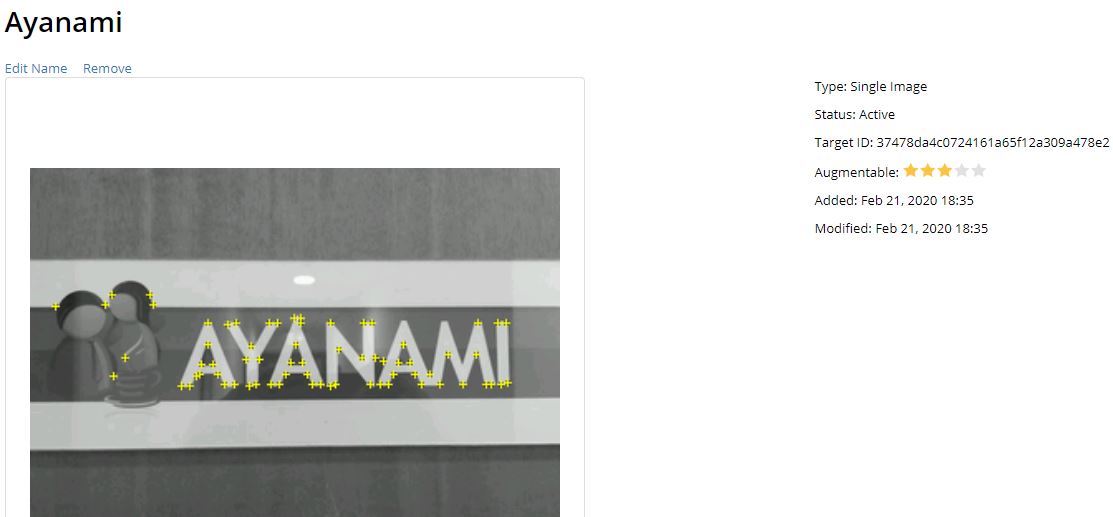 Ayanami
Edit Name Remove
Type: Single Image
Status: Active
Target ID: 37478da4c0724161a65f12a309a478e2
Augmentable:
Added: Feb 21, 2020 18:35
Modified: Feb 21, 2020 18:35
AYANAMI